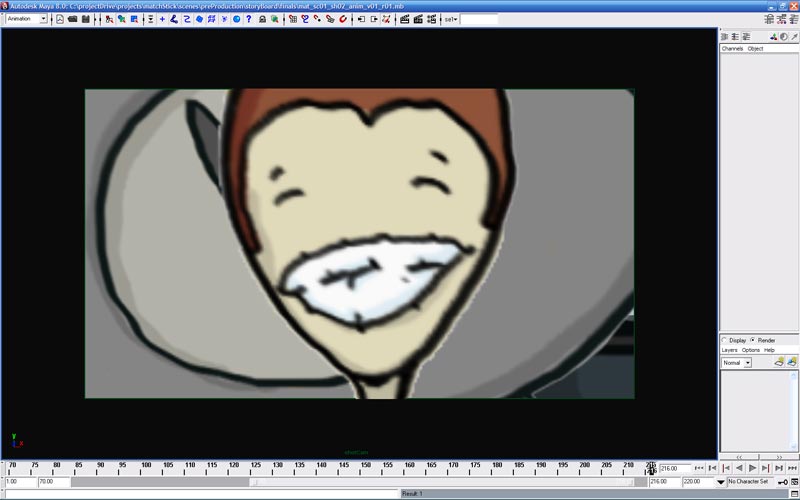 Autodesk Maya 8.0: C:\projectDrive\projects\matchStick\scenes\preProduction\storyBoard\finals\mat_sc01_sh02_anim_v01_r01.mb
Animation
sel
Channels Object
Display Render
Layers Options Help
Normal
y
x
shotCam
70 75 80 85 90 95 100 105 110 115 120 125 130 135 140 145 150 155 160 165 170 175 180 185 190 195 200 205 210
216.00
1.00 70.00 216.00 220.00 No Character Set
Result: 1